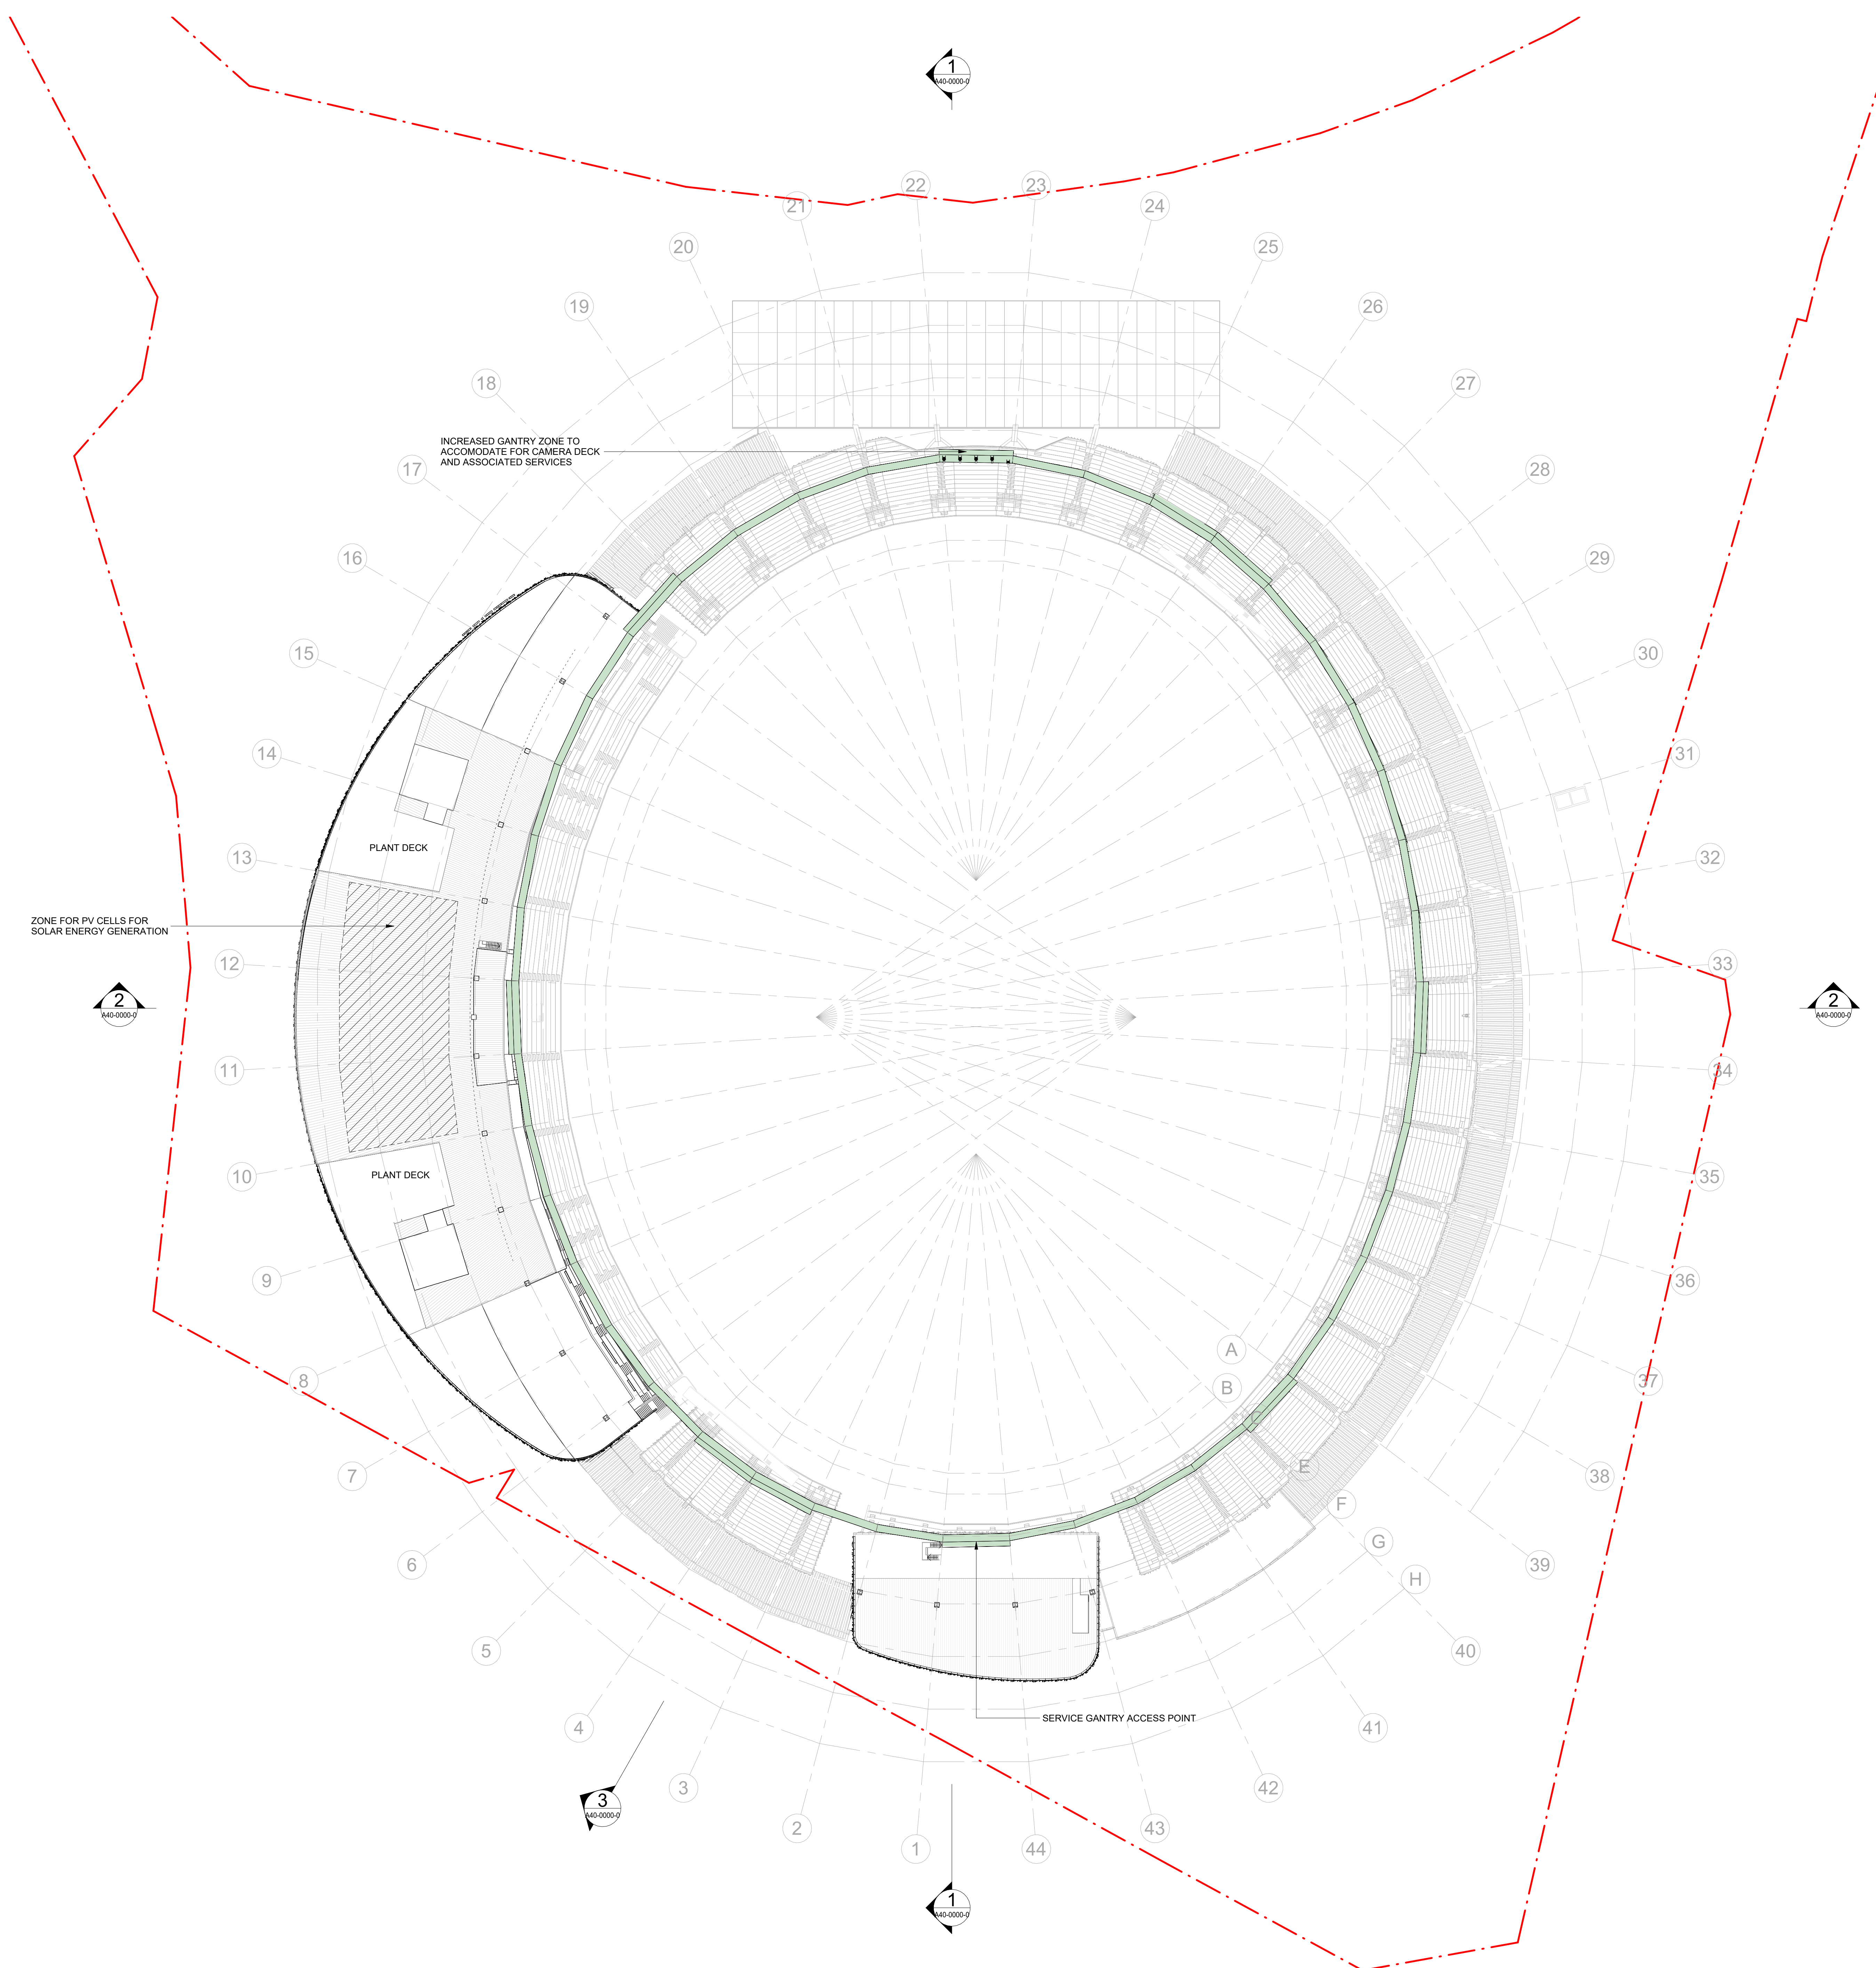 1
A40-0000-0
22
23
21
24
20
25
19
26
18
27
INCREASED GANTRY ZONE TO
ACCOMODATE FOR CAMERA DECK
AND ASSOCIATED SERVICES
17
28
16
29
15
30
14
31
PLANT DECK
13
32
ZONE FOR PV CELLS FOR
SOLAR ENERGY GENERATION
12
33
2
A40-0000-0
2
A40-0000-0
11
34
PLANT DECK
10
35
9
36
A
8
37
B
C
E
7
38
F
G
6
39
H
5
40
SERVICE GANTRY ACCESS POINT
4
41
3
42
3
A40-0000-0
2
43
1
44
1
A40-0000-0